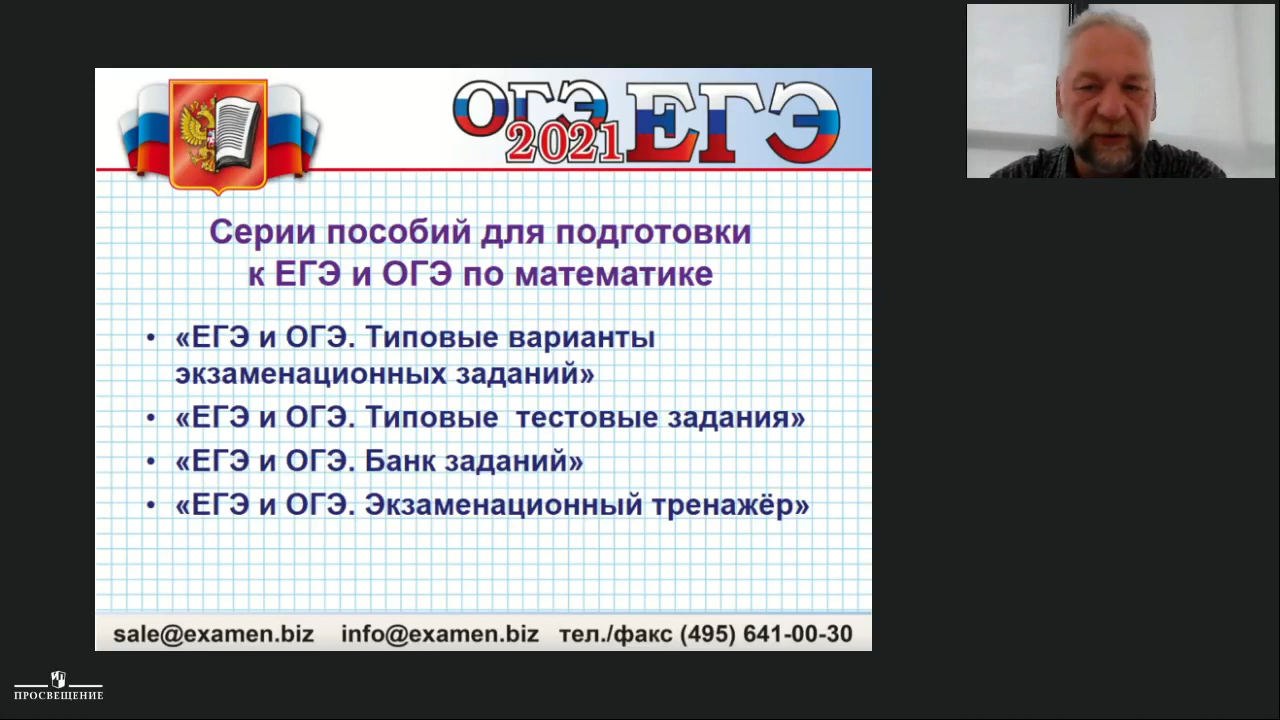 ОГЭ ЕГЭ
2021
Серии пособий для подготовки
к ЕГЭ и ОГЭ по математике
• «ЕГЭ и ОГЭ. Типовые варианты
экзаменационных заданий»
• «ЕГЭ и ОГЭ. Типовые тестовые задания»
• «ЕГЭ и ОГЭ. Банк заданий»
• «ЕГЭ и ОГЭ. Экзаменационный тренажёр»
sale@examen.biz info@examen.biz тел./факс (495) 641-00-30
ПРОСВЕЩЕНИЕ